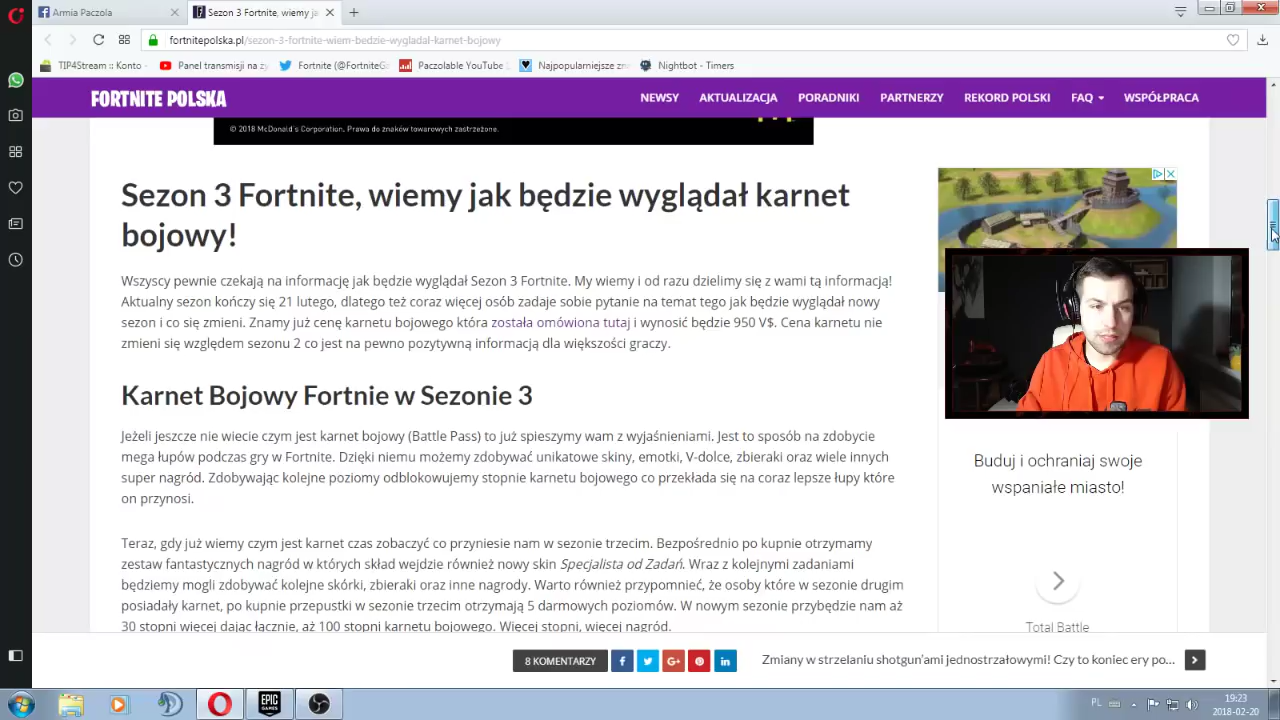 Armia Paczola
Sezon 3 Fortnite, wiemy ja
fortnitepolska.pl/sezon-3-fortnite-wiem-bedzie-wygladal-karnet-bojowy
TIP4Stream :: Konto
Panel transmisji na ży
Fortnite (@FortniteGa
Paczolable YouTube
Najpopularniejsze zna
Nightbot - Timers
FORTNITE POLSKA
NEWSY
AKTUALIZACJA
PORADNIKI
PARTNERZY
REKORD POLSKI
FAQ
WSPÓŁPRACA
© 2018 McDonald's Corporation. Prawa do znaków towarowych zastrzeżone.
Sezon 3 Fortnite, wiemy jak będzie wyglądał karnet
bojowy!
Wszyscy pewnie czekają na informację jak będzie wyglądał Sezon 3 Fortnite. My wiemy i od razu dzielimy się z wami tą informacją!
Aktualny sezon kończy się 21 lutego, dlatego też coraz więcej osób zadaje sobie pytanie na temat tego jak będzie wyglądał nowy
sezon i co się zmieni. Znamy już cenę karnetu bojowego która została omówiona tutaj i wynosić będzie 950 V$. Cena karnetu nie
zmieni się względem sezonu 2 co jest na pewno pozytywną informacją dla większości graczy.
Karnet Bojowy Fortnie w Sezonie 3
Jeżeli jeszcze nie wiecie czym jest karnet bojowy (Battle Pass) to już spieszymy wam z wyjaśnieniami. Jest to sposób na zdobycie
mega łupów podczas gry w Fortnite. Dzięki niemu możemy zdobywać unikatowe skiny, emotki, V-dolce, zbieraki oraz wiele innych
super nagród. Zdobywając kolejne poziomy odblokowujemy stopnie karnetu bojowego co przekłada się na coraz lepsze łupy które
on przynosi.
Teraz, gdy już wiemy czym jest karnet czas zobaczyć co przyniesie nam w sezonie trzecim. Bezpośrednio po kupnie otrzymamy
zestaw fantastycznych nagród w których skład wejdzie również nowy skin Specjalista od Zadań. Wraz z kolejnymi zadaniami
będziemy mogli zdobywać kolejne skórki, zbieraki oraz inne nagrody. Warto również przypomnieć, że osoby które w sezonie drugim
posiadały karnet, po kupnie przepustki w sezonie trzecim otrzymają 5 darmowych poziomów. W nowym sezonie przybędzie nam aż
30 stopni więcej dając łącznie, aż 100 stopni karnetu bojowego. Więcej stopni, więcej nagród.
Buduj i ochraniaj swoje
wspaniałe miasto!
Total Battle
8 KOMENTARZY
Zmiany w strzelaniu shotgun'ami jednostrzałowymi! Czy to koniec ery po...
EPIC
GAMES
PL
19:23
2018-02-20